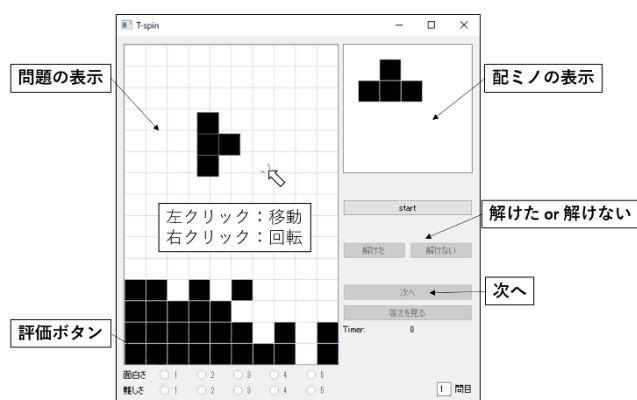 T-spin
問題の表示
配ミノの表示
左クリック：移動
右クリック：回転
start
解けた or 解けない
解けた
解けない
次へ
次へ
答えを見る
Timer:
0
評価ボタン
面白さ 1 2 3 4 5
難しさ 1 2 3 4 5
1 問目